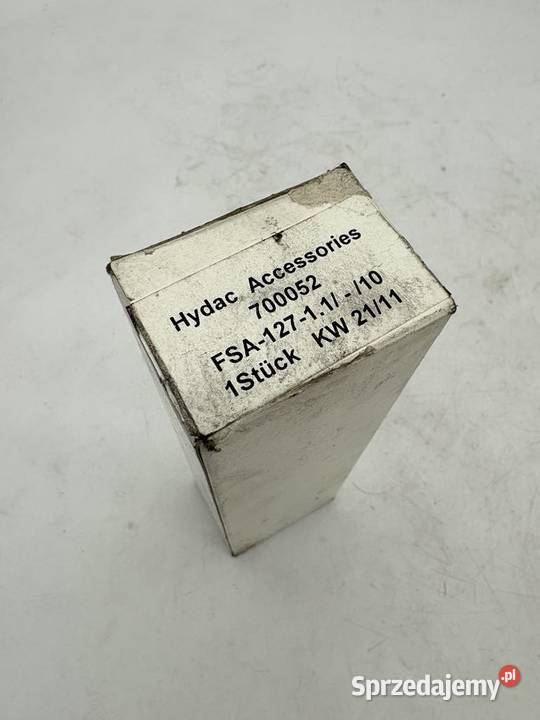 Hydac Accessories
700052
FSA-127-1.1/ - /10
1Stück KW 21/11
Sprzedajemy.pl